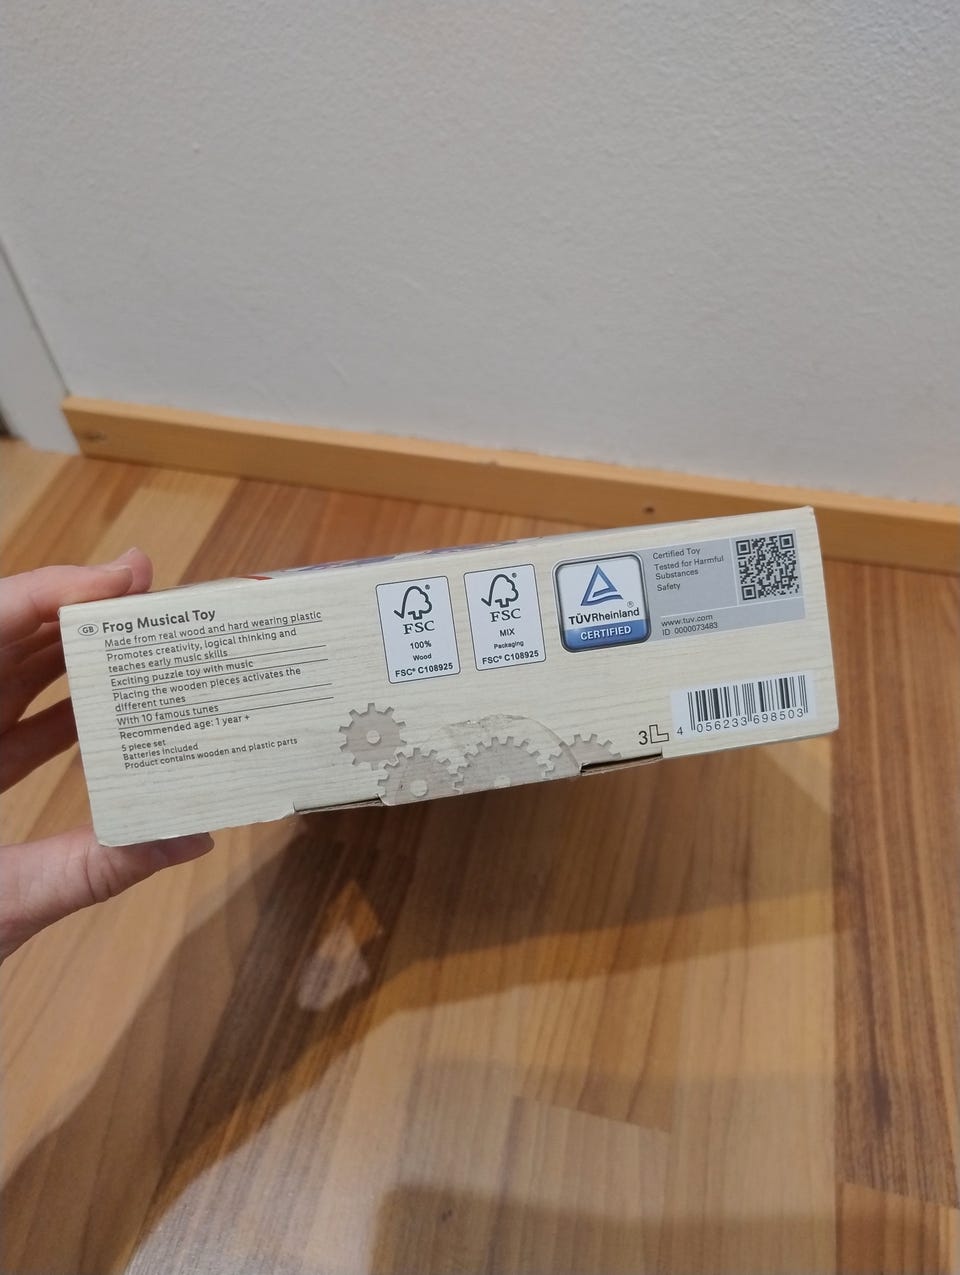 GB Frog Musical Toy
Made from real wood and hard wearing plastic
Promotes creativity, logical thinking and
teaches early music skills
Exciting puzzle toy with music
Placing the wooden pieces activates the
different tunes
With 10 famous tunes
Recommended age: 1 year +
5 piece set
Batteries included
Product contains wooden and plastic parts
FSC
100%
Wood
FSC® C108925
FSC
MIX
Packaging
FSC® C108925
TÜVRheinland®
CERTIFIED
Certified Toy
Tested for Harmful
Substances
Safety
www.tuv.com
ID 0000073483
3L
4 056233 698503